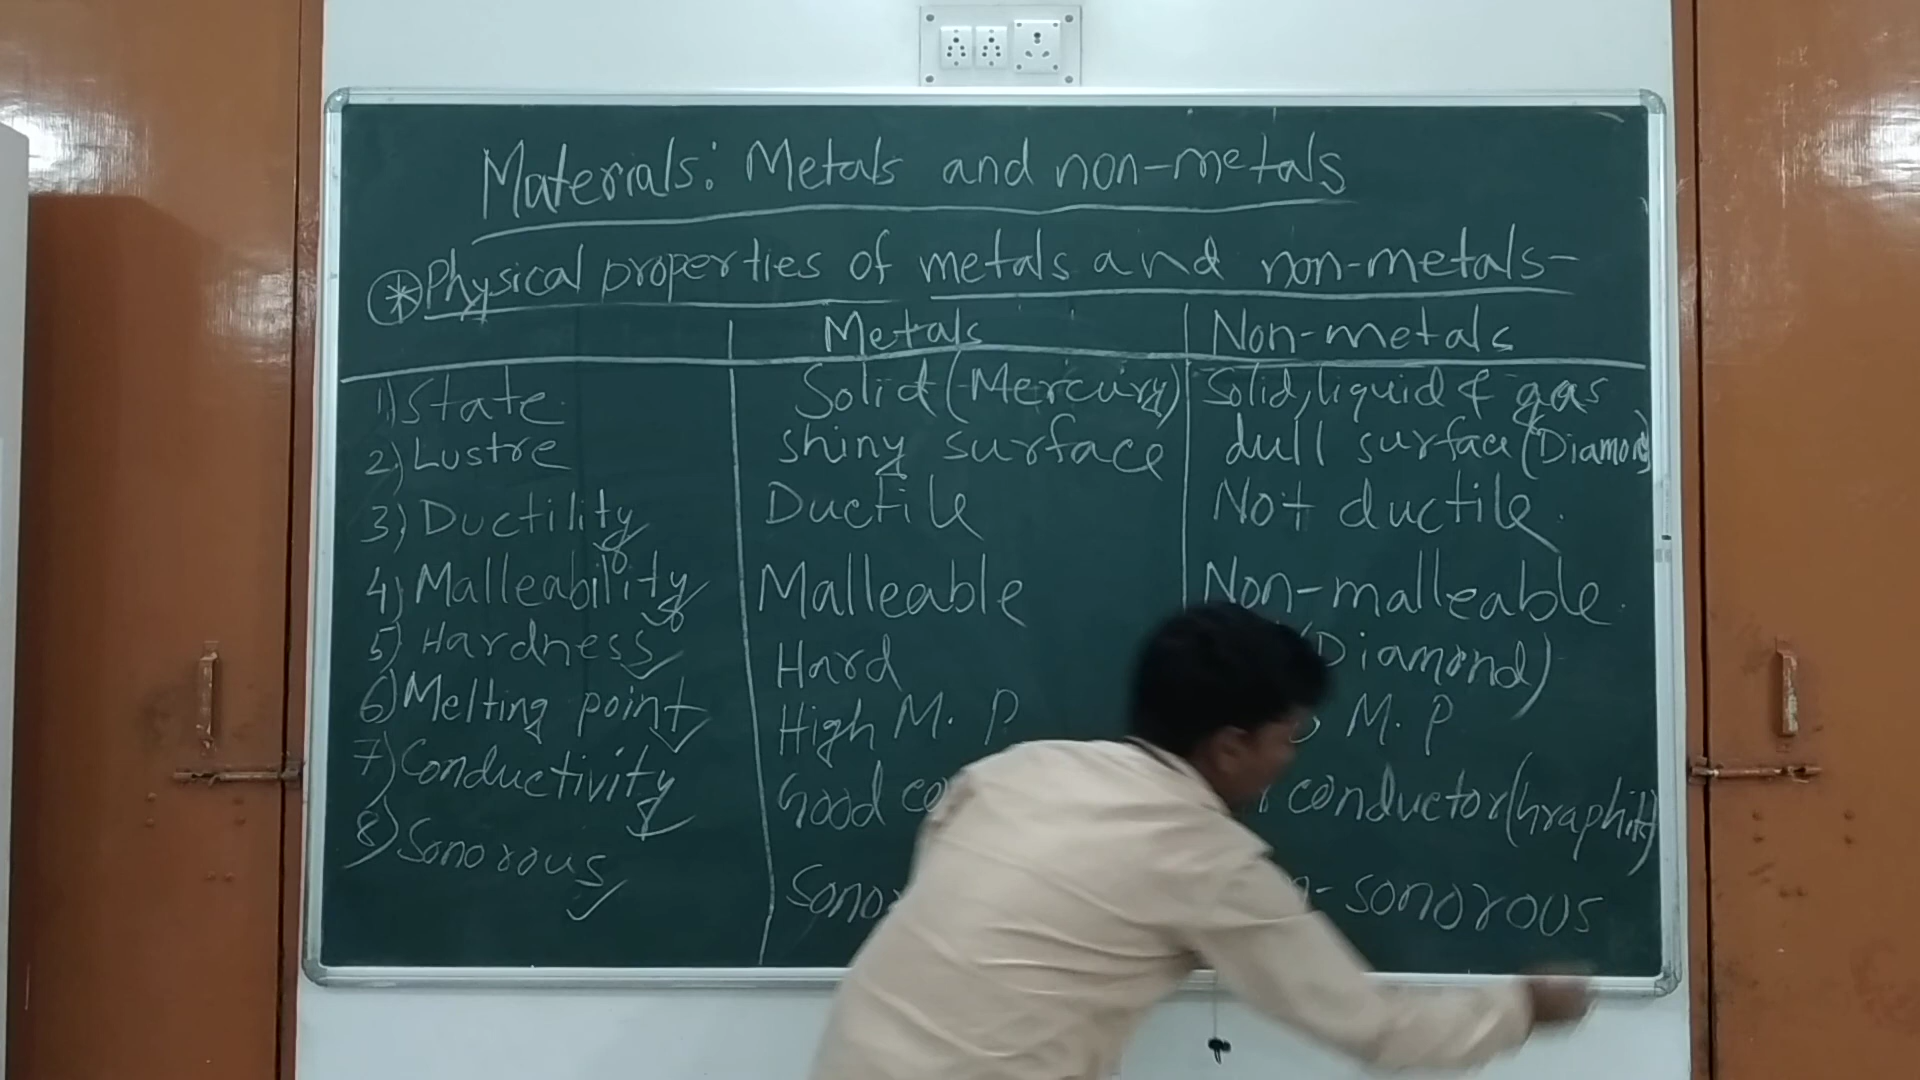 Materials: Metals and non-metals
* Physical properties of metals and non-metals-
Metals Non-metals
1) State Solid (Mercury) Solid, liquid & gas
2) Lustre shiny surface dull surface (Diamond)
3) Ductility Ductile Not ductile.
4) Malleability Malleable Non-malleable.
5) Hardness Hard (Diamond)
6) Melting point High M. P M. P
7) Conductivity Good conductor (Graphite)
8) Sonorous -sonorous